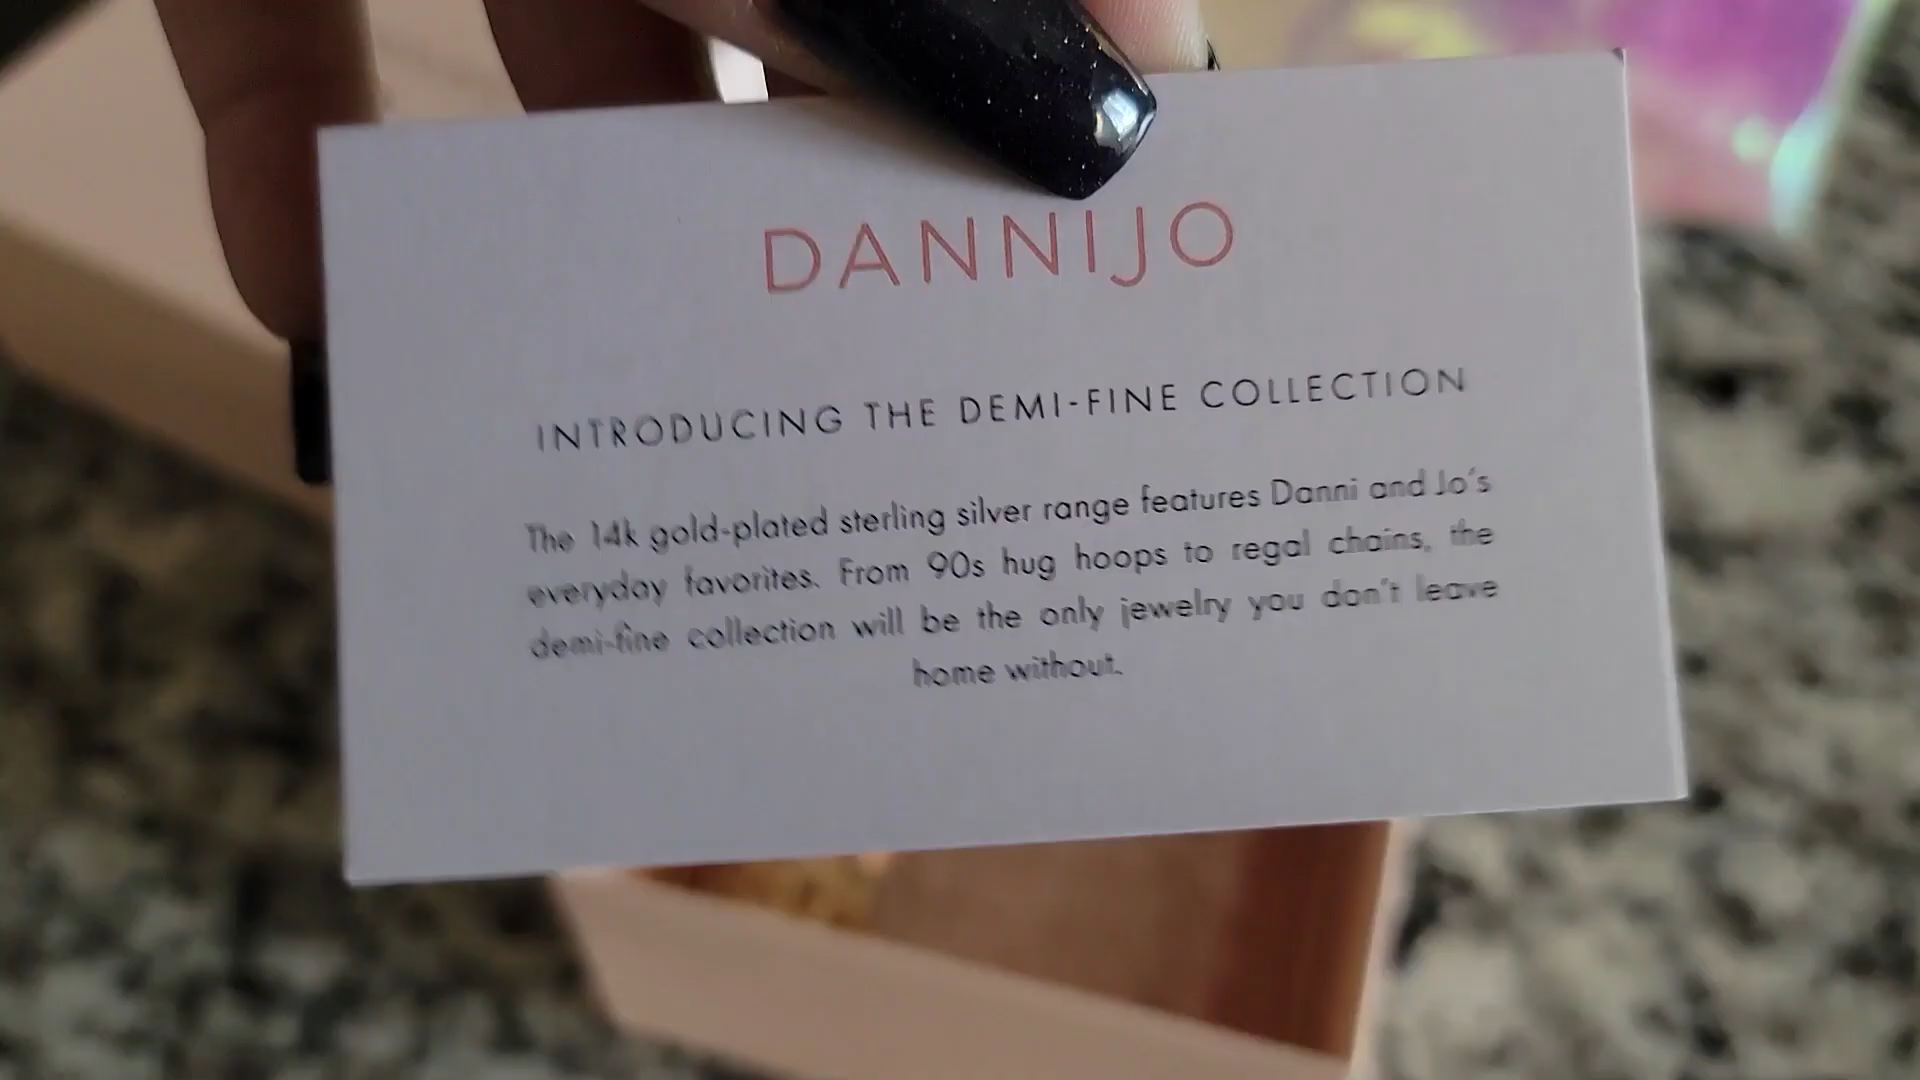 DANNIJO
INTRODUCING THE DEMI-FINE COLLECTION
The 14k gold-plated sterling silver range features Danni and Jo's
everyday favorites. From 90s hug hoops to regal chains, the
demi-fine collection will be the only jewelry you don't leave
home without.